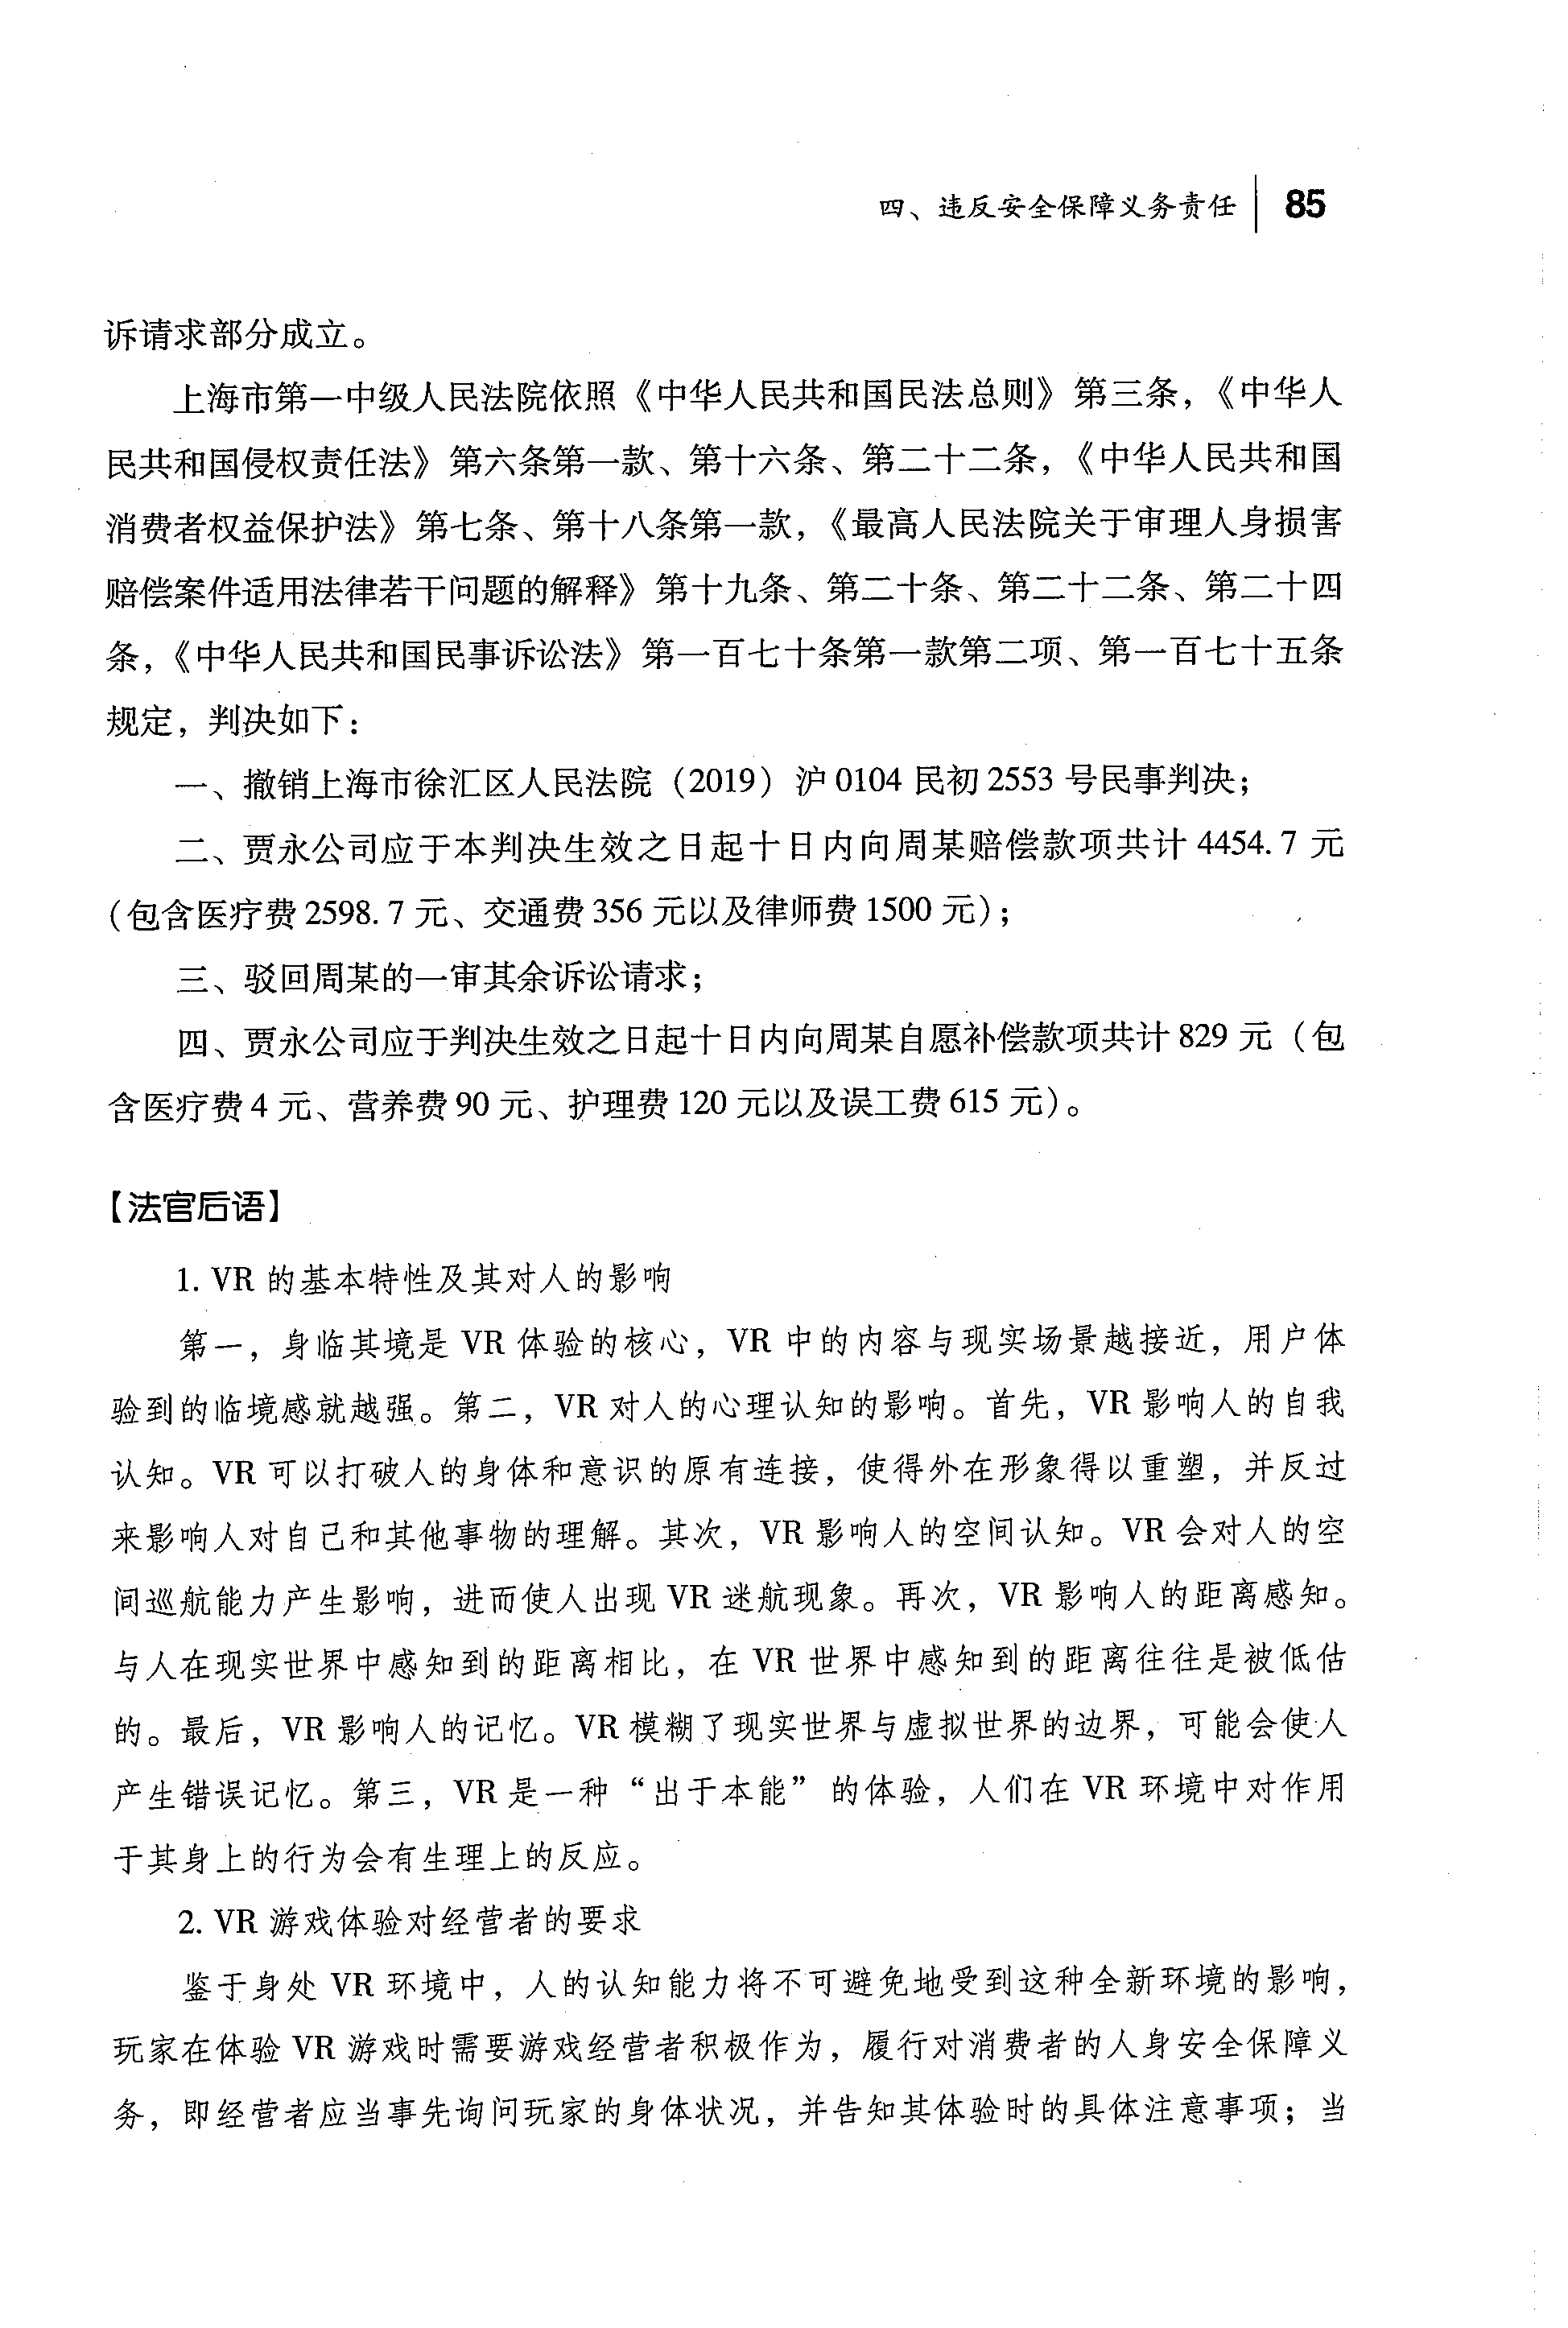 四、违反安全保障义务责任 85
诉请求部分成立。
上海市第一中级人民法院依照《中华人民共和国民法总则》第三条，《中华人
民共和国侵权责任法》第六条第一款、第十六条、第二十二条，《中华人民共和国
消费者权益保护法》第七条、第十八条第一款，《最高人民法院关于审理人身损害
赔偿案件适用法律若干问题的解释》第十九条、第二十条、第二十二条、第二十四
条，《中华人民共和国民事诉讼法》第一百七十条第一款第二项、第一百七十五条
规定，判决如下：
一、撤销上海市徐汇区人民法院（2019）沪0104民初2553号民事判决；
二、贾永公司应于本判决生效之日起十日内向周某赔偿款项共计4454.7元
（包含医疗费2598.7元、交通费356元以及律师费1500元）；
三、驳回周某的一审其余诉讼请求；
四、贾永公司应于判决生效之日起十日内向周某自愿补偿款项共计829元（包
含医疗费4元、营养费90元、护理费120元以及误工费615元）。
【法官后语】
1. VR的基本特性及其对人的影响
第一，身临其境是VR体验的核心，VR中的内容与现实场景越接近，用户体
验到的临境感就越强。第二，VR对人的心理认知的影响。首先，VR影响人的自我
认知。VR可以打破人的身体和意识的原有连接，使得外在形象得以重塑，并反过
来影响人对自己和其他事物的理解。其次，VR影响人的空间认知。VR会对人的空
间巡航能力产生影响，进而使人出现VR迷航现象。再次，VR影响人的距离感知。
与人在现实世界中感知到的距离相比，在VR世界中感知到的距离往往是被低估
的。最后，VR影响人的记忆。VR模糊了现实世界与虚拟世界的边界，可能会使人
产生错误记忆。第三，VR是一种“出于本能”的体验，人们在VR环境中对作用
于其身上的行为会有生理上的反应。
2. VR游戏体验对经营者的要求
鉴于身处VR环境中，人的认知能力将不可避免地受到这种全新环境的影响，
玩家在体验VR游戏时需要游戏经营者积极作为，履行对消费者的人身安全保障义
务，即经营者应当事先询问玩家的身体状况，并告知其体验时的具体注意事项；当